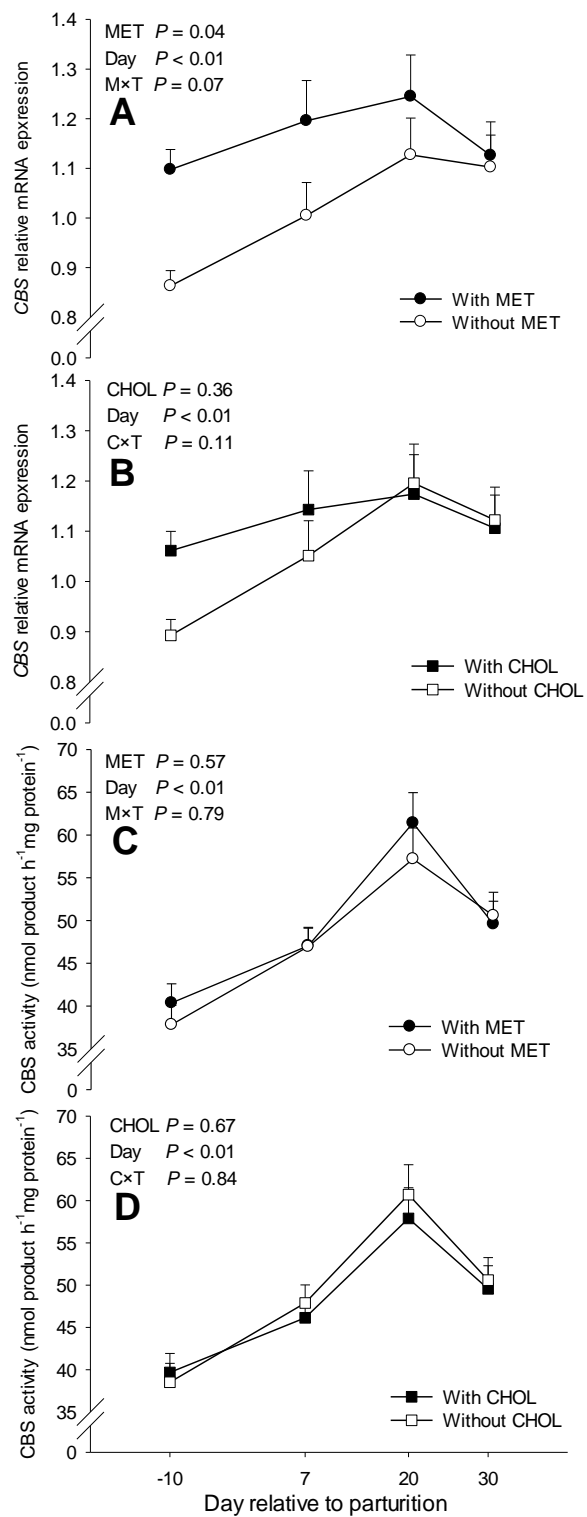 MET P = 0.04
Day P < 0.01
M×T P = 0.07
A
CBS relative mRNA epxression
1.4
1.3
1.2
1.1
1.0
0.9
0.8
0.0
With MET
Without MET
CHOL P = 0.36
Day P < 0.01
C×T P = 0.11
B
CBS relative mRNA epxression
1.4
1.3
1.2
1.1
1.0
0.9
0.8
0.0
With CHOL
Without CHOL
MET P = 0.57
Day P < 0.01
M×T P = 0.79
C
CBS activity (nmol product h⁻¹mg protein⁻¹)
70
65
60
55
50
45
40
35
0
With MET
Without MET
CHOL P = 0.67
Day P < 0.01
C×T P = 0.84
D
CBS activity (nmol product h⁻¹mg protein⁻¹)
70
65
60
55
50
45
40
35
0
With CHOL
Without CHOL
-10 7 20 30
Day relative to parturition